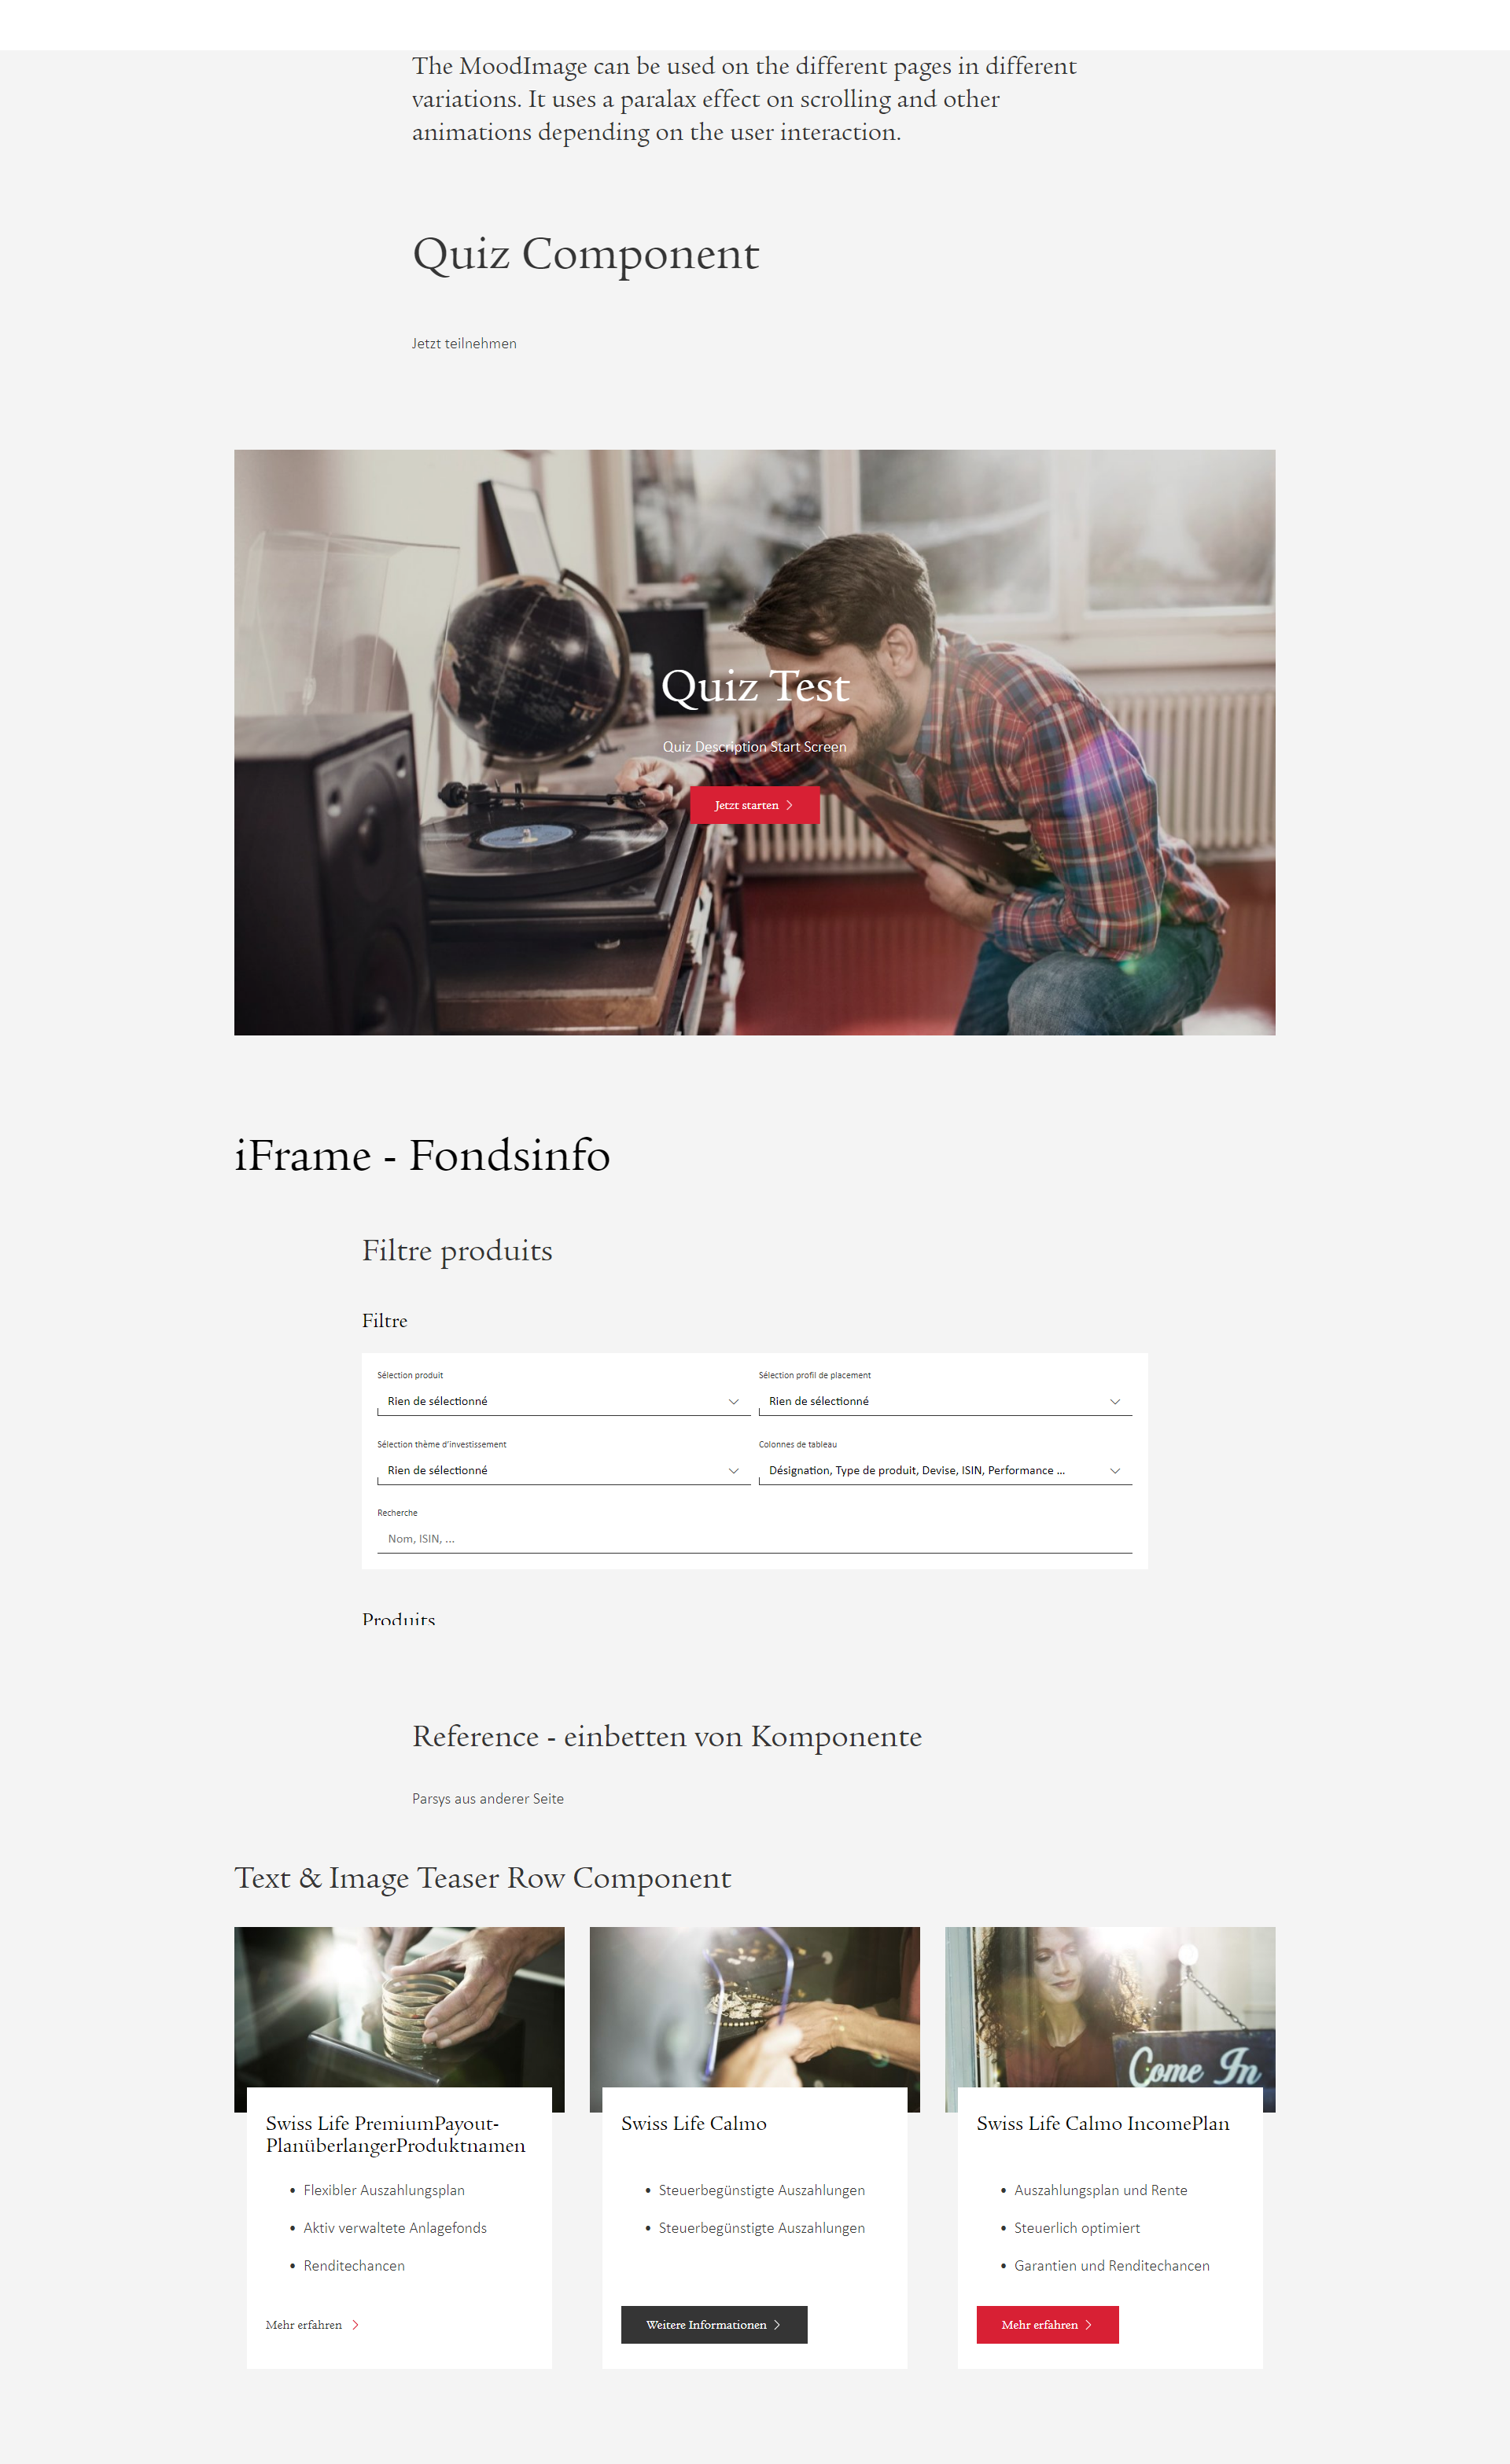 The MoodImage can be used on the different pages in different
variations. It uses a paralax effect on scrolling and other
animations depending on the user interaction.
Quiz Component
Jetzt teilnehmen
Quiz Test
Quiz Description Start Screen
Jetzt starten
iFrame - Fondsinfo
Filtre produits
Filtre
Sélection produit
Rien de sélectionné
Sélection profil de placement
Rien de sélectionné
Sélection thème d'investissement
Rien de sélectionné
Colonnes de tableau
Désignation, Type de produit, Devise, ISIN, Performance ...
Recherche
Nom, ISIN, ...
Produits
Reference - einbetten von Komponente
Parsys aus anderer Seite
Text & Image Teaser Row Component
Come In
Swiss Life PremiumPayout-
PlanüberlangerProduktnamen
• Flexibler Auszahlungsplan
• Aktiv verwaltete Anlagefonds
• Renditechancen
Mehr erfahren
Swiss Life Calmo
• Steuerbegünstigte Auszahlungen
• Steuerbegünstigte Auszahlungen
Weitere Informationen
Swiss Life Calmo IncomePlan
• Auszahlungsplan und Rente
• Steuerlich optimiert
• Garantien und Renditechancen
Mehr erfahren